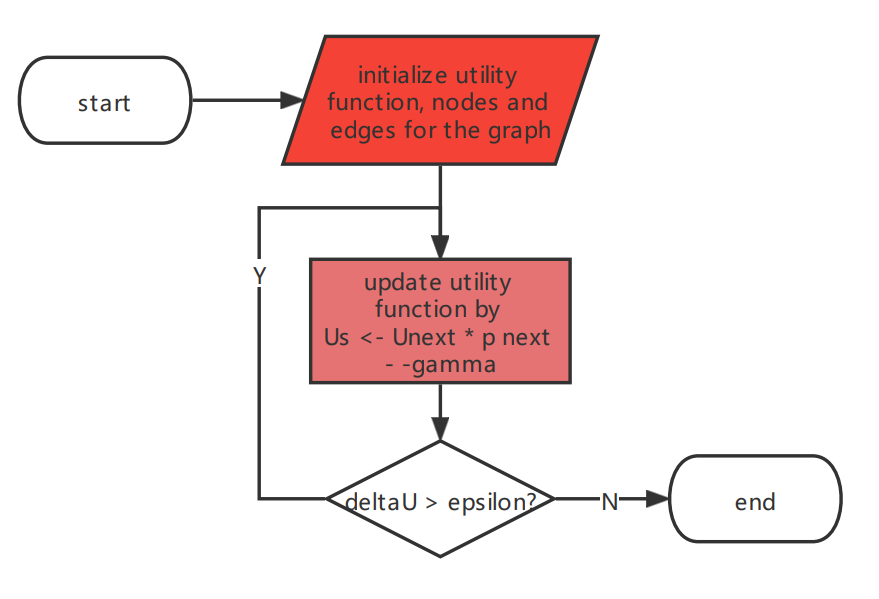 start
initialize utility
function, nodes and
edges for the graph
Y
update utility
function by
Us <- Unext * p next
- -gamma
deltaU > epsilon?
N
end